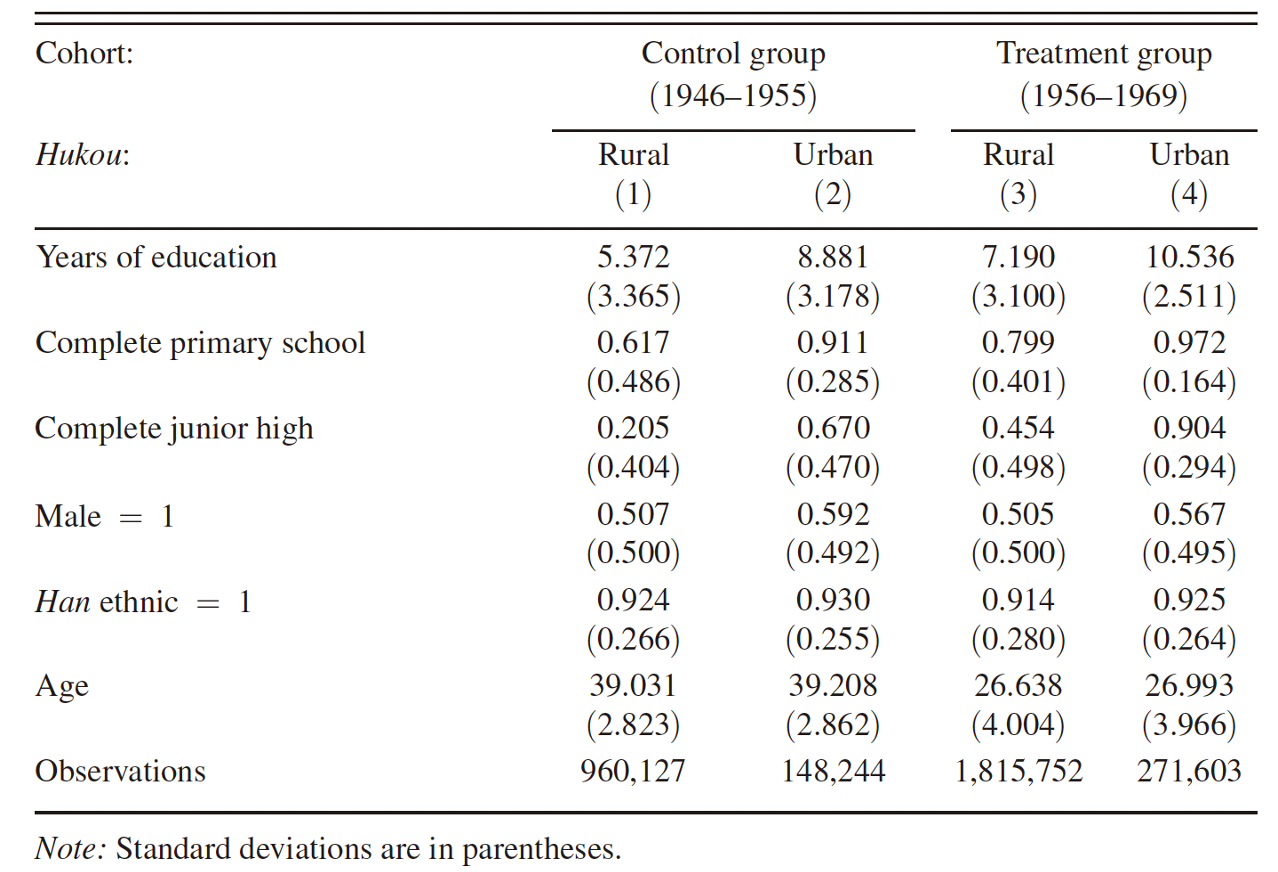 Cohort: Control group Treatment group
(1946–1955) (1956–1969)
Hukou: Rural Urban Rural Urban
(1) (2) (3) (4)
Years of education 5.372 8.881 7.190 10.536
(3.365) (3.178) (3.100) (2.511)
Complete primary school 0.617 0.911 0.799 0.972
(0.486) (0.285) (0.401) (0.164)
Complete junior high 0.205 0.670 0.454 0.904
(0.404) (0.470) (0.498) (0.294)
Male = 1 0.507 0.592 0.505 0.567
(0.500) (0.492) (0.500) (0.495)
Han ethnic = 1 0.924 0.930 0.914 0.925
(0.266) (0.255) (0.280) (0.264)
Age 39.031 39.208 26.638 26.993
(2.823) (2.862) (4.004) (3.966)
Observations 960,127 148,244 1,815,752 271,603
Note: Standard deviations are in parentheses.